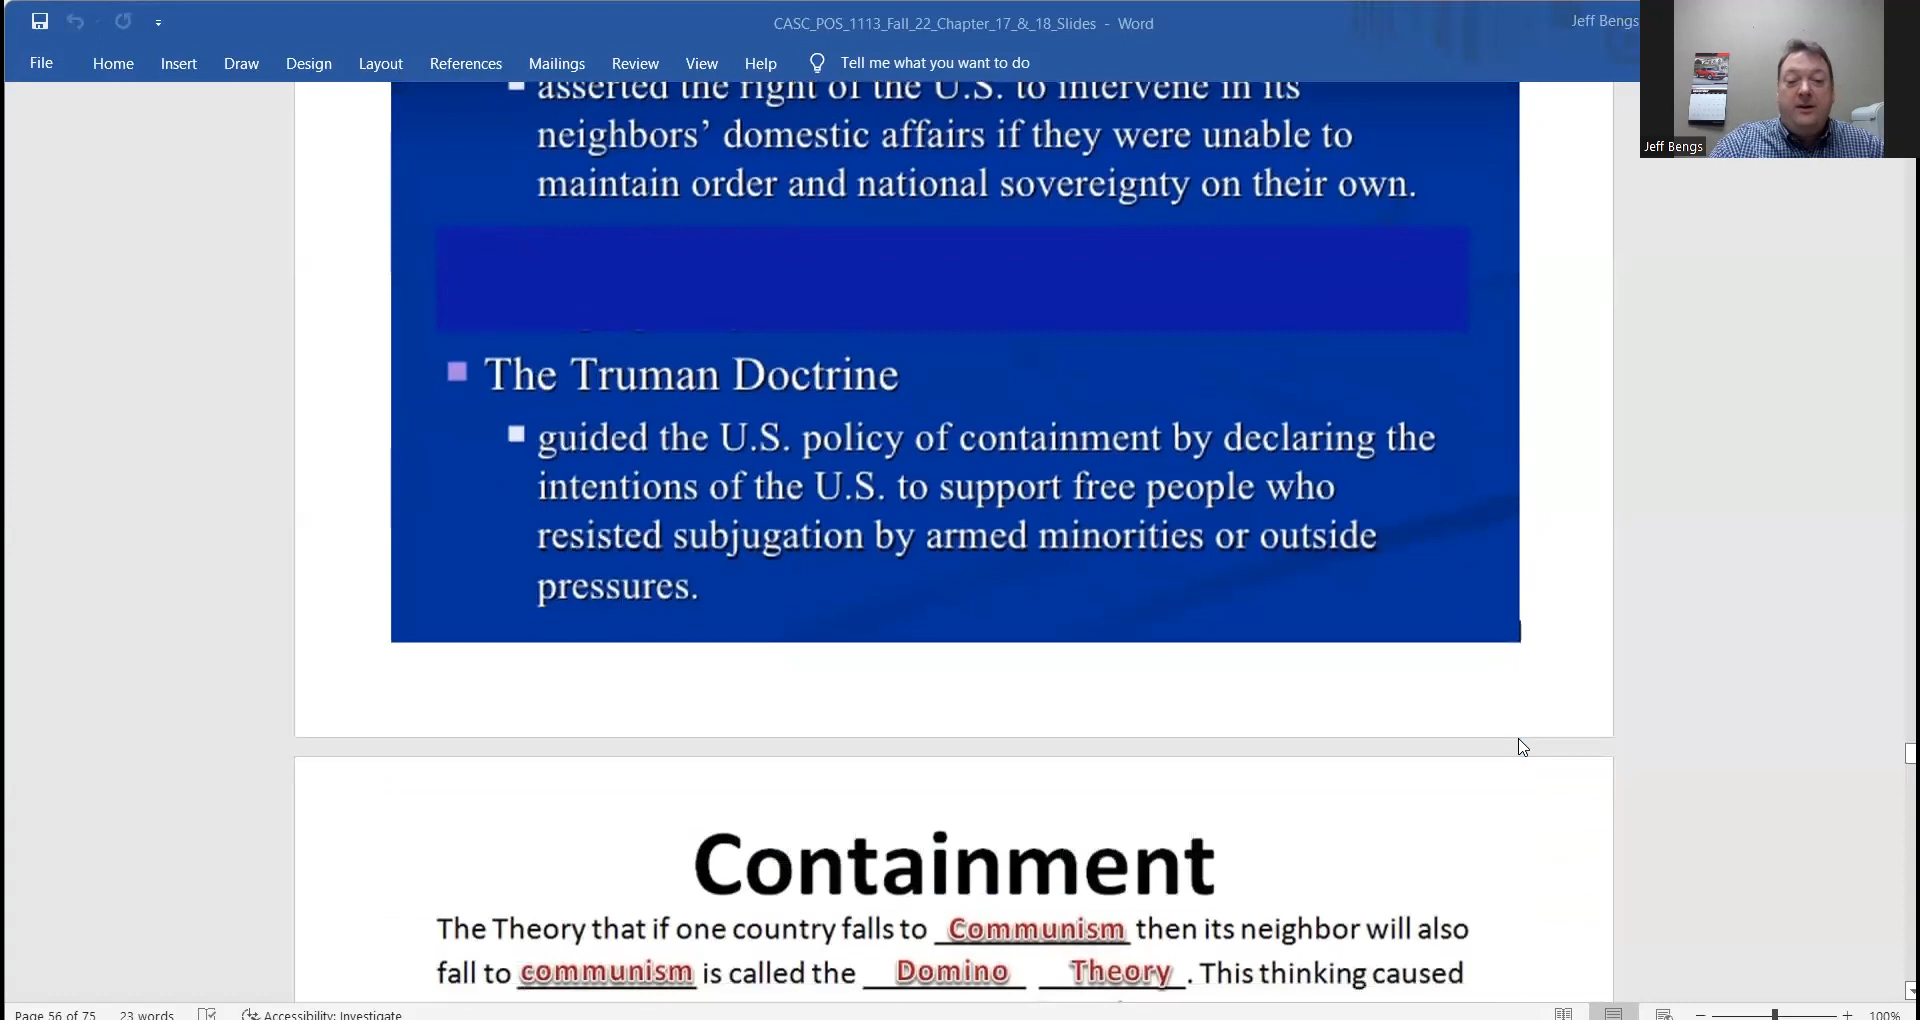 CASC_POS_1113_Fall_22_Chapter_17_&_18_Slides - Word
Jeff Bengs
File Home Insert Draw Design Layout References Mailings Review View Help Tell me what you want to do
asserted the right of the U.S. to intervene in its
neighbors’ domestic affairs if they were unable to
maintain order and national sovereignty on their own.
Jeff Bengs
The Truman Doctrine
guided the U.S. policy of containment by declaring the
intentions of the U.S. to support free people who
resisted subjugation by armed minorities or outside
pressures.
Containment
The Theory that if one country falls to Communism then its neighbor will also
fall to communism is called the Domino Theory. This thinking caused
Page 56 of 75 23 words Accessibility: Investigate 100%